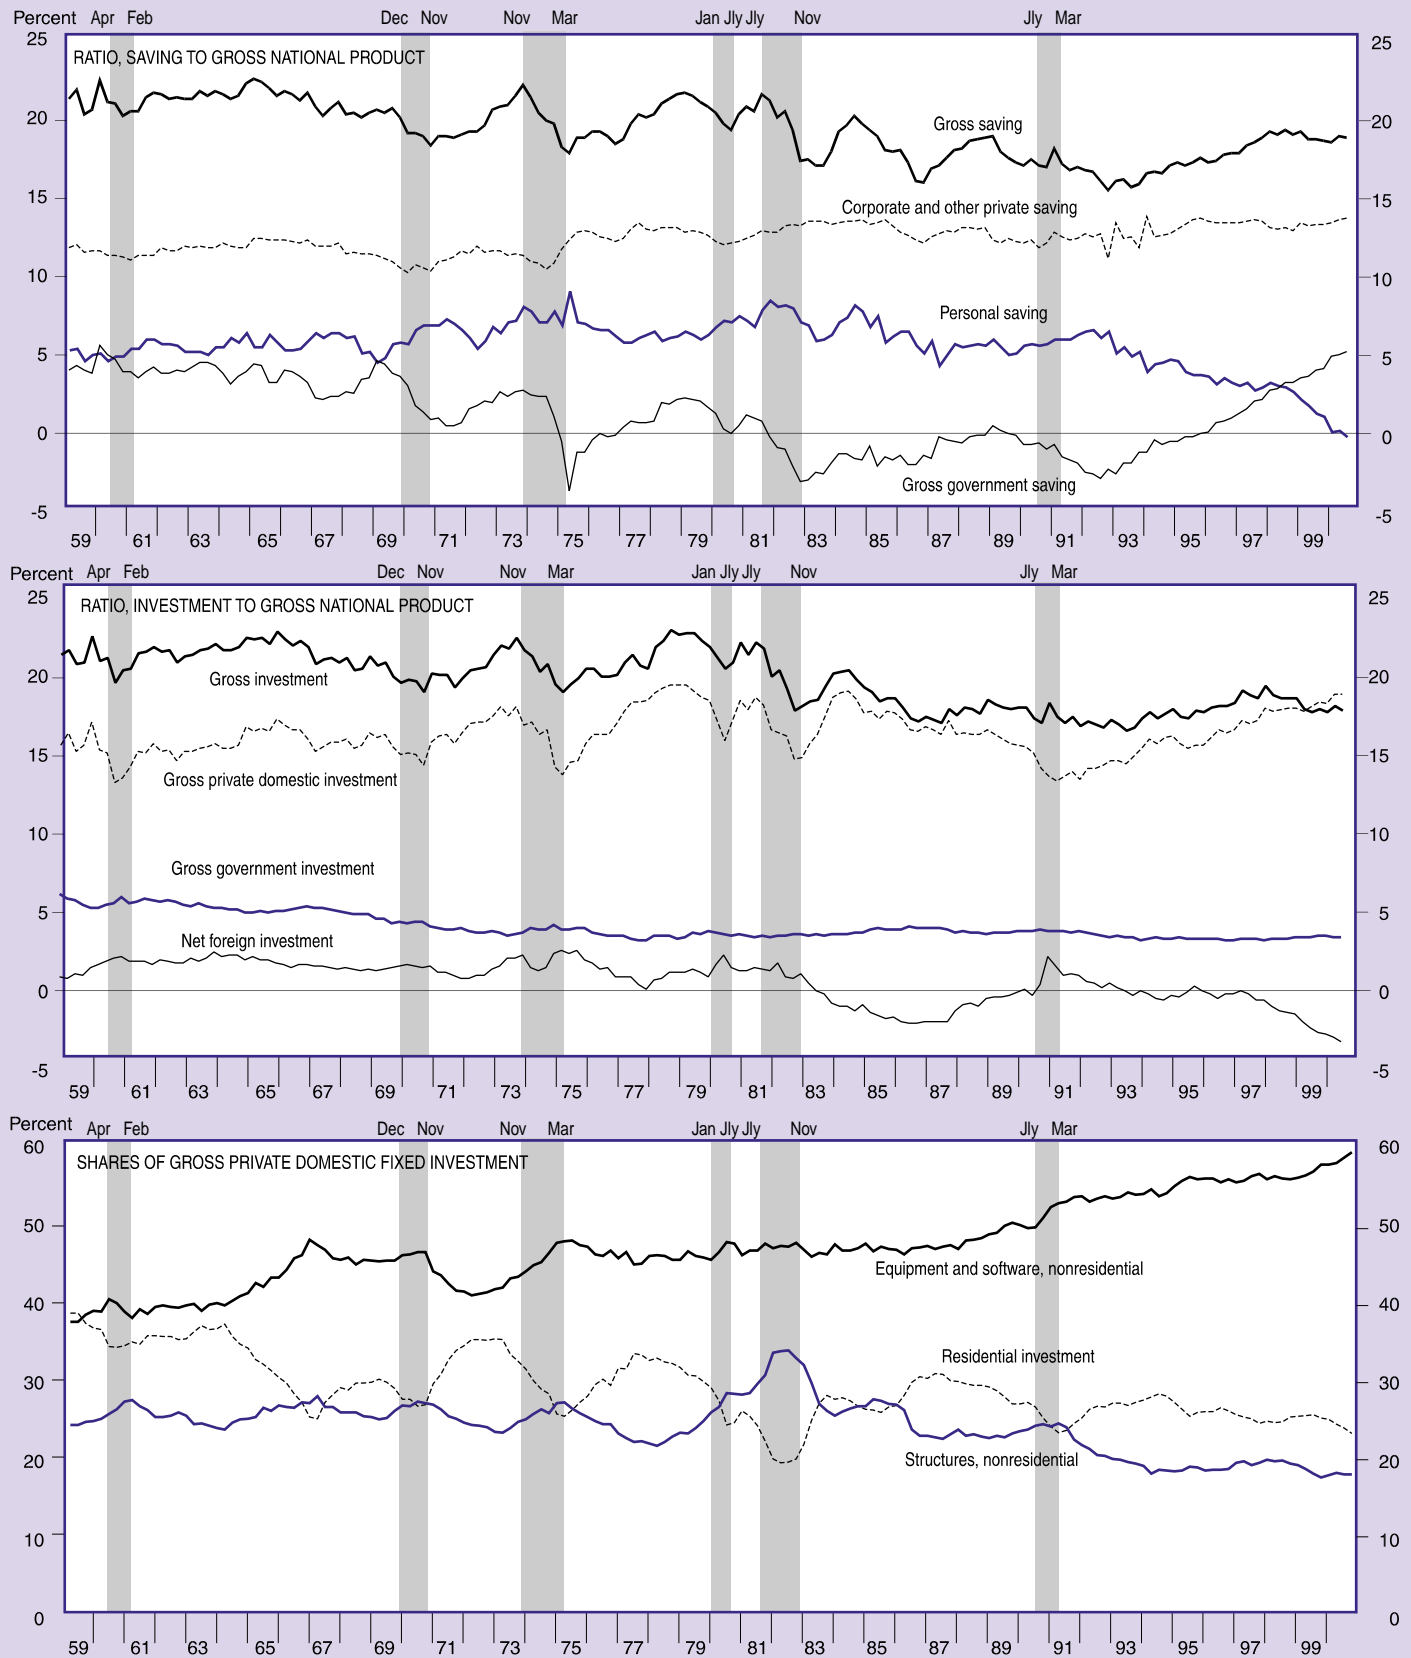 Percent Apr Feb Dec Nov Nov Mar Jan Jly Jly Nov Jly Mar
25 25
RATIO, SAVING TO GROSS NATIONAL PRODUCT
20 Gross saving 20
15 15
Corporate and other private saving
10 10
Personal saving
5 5
0 0
Gross government saving
-5 -5
59 61 63 65 67 69 71 73 75 77 79 81 83 85 87 89 91 93 95 97 99
Percent Apr Feb Dec Nov Nov Mar Jan Jly Jly Nov Jly Mar
25 25
RATIO, INVESTMENT TO GROSS NATIONAL PRODUCT
20 Gross investment 20
15 15
Gross private domestic investment
10 10
Gross government investment
5 5
Net foreign investment
0 0
-5 -5
59 61 63 65 67 69 71 73 75 77 79 81 83 85 87 89 91 93 95 97 99
Percent Apr Feb Dec Nov Nov Mar Jan Jly Jly Nov Jly Mar
60 60
SHARES OF GROSS PRIVATE DOMESTIC FIXED INVESTMENT
50 50
Equipment and software, nonresidential
40 40
Residential investment
30 30
Structures, nonresidential
20 20
10 10
0 0
59 61 63 65 67 69 71 73 75 77 79 81 83 85 87 89 91 93 95 97 99